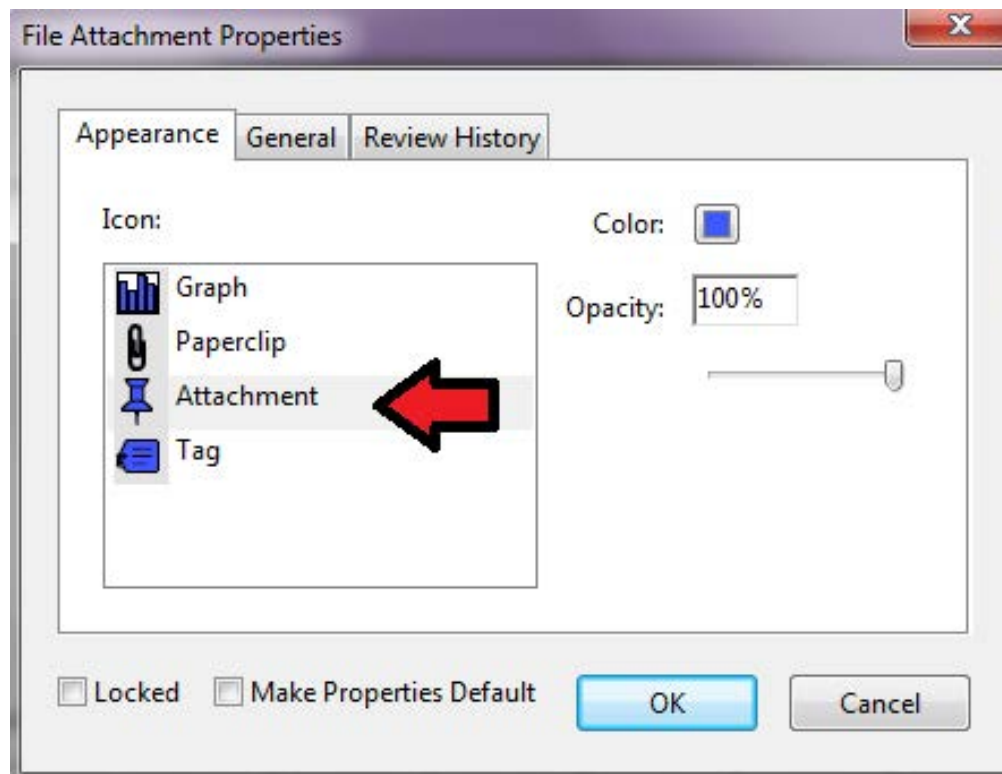 File Attachment Properties
Appearance General Review History
Icon: Color:
Graph
Opacity: 100%
Paperclip
Attachment
Tag
Locked Make Properties Default OK Cancel